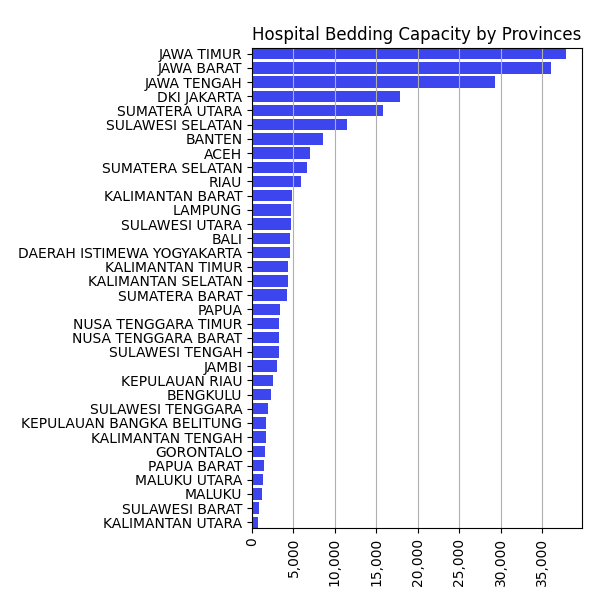 Hospital Bedding Capacity by Provinces
JAWA TIMUR
JAWA BARAT
JAWA TENGAH
DKI JAKARTA
SUMATERA UTARA
SULAWESI SELATAN
BANTEN
ACEH
SUMATERA SELATAN
RIAU
KALIMANTAN BARAT
LAMPUNG
SULAWESI UTARA
BALI
DAERAH ISTIMEWA YOGYAKARTA
KALIMANTAN TIMUR
KALIMANTAN SELATAN
SUMATERA BARAT
PAPUA
NUSA TENGGARA TIMUR
NUSA TENGGARA BARAT
SULAWESI TENGAH
JAMBI
KEPULAUAN RIAU
BENGKULU
SULAWESI TENGGARA
KEPULAUAN BANGKA BELITUNG
KALIMANTAN TENGAH
GORONTALO
PAPUA BARAT
MALUKU UTARA
MALUKU
SULAWESI BARAT
KALIMANTAN UTARA
0
5,000
10,000
15,000
20,000
25,000
30,000
35,000